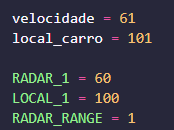 velocidade = 61
local_carro = 101
RADAR_1 = 60
LOCAL_1 = 100
RADAR_RANGE = 1